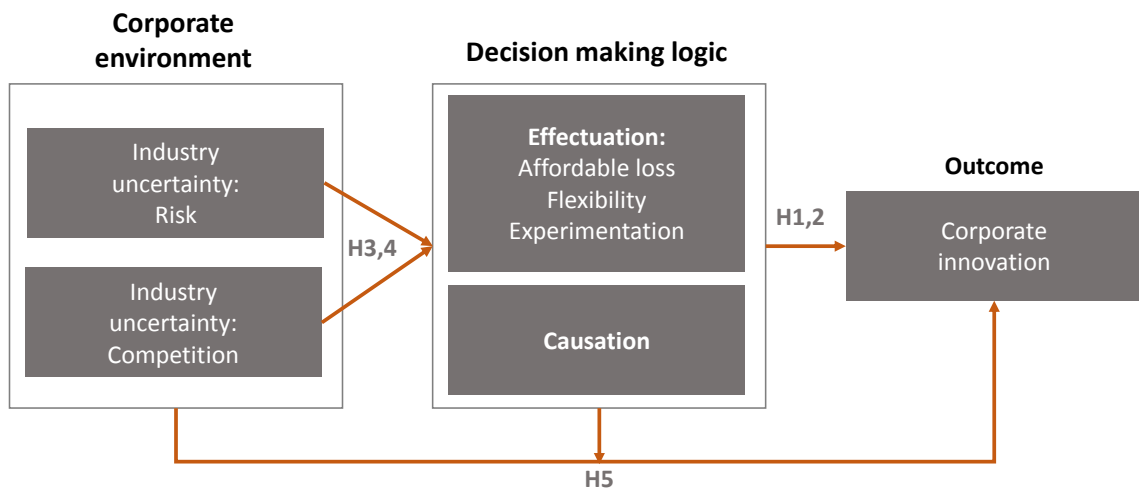 Corporate
environment
Industry
uncertainty:
Risk
Industry
uncertainty:
Competition
H3,4
Decision making logic
Effectuation:
Affordable loss
Flexibility
Experimentation
Causation
H1,2
Outcome
Corporate
innovation
H5